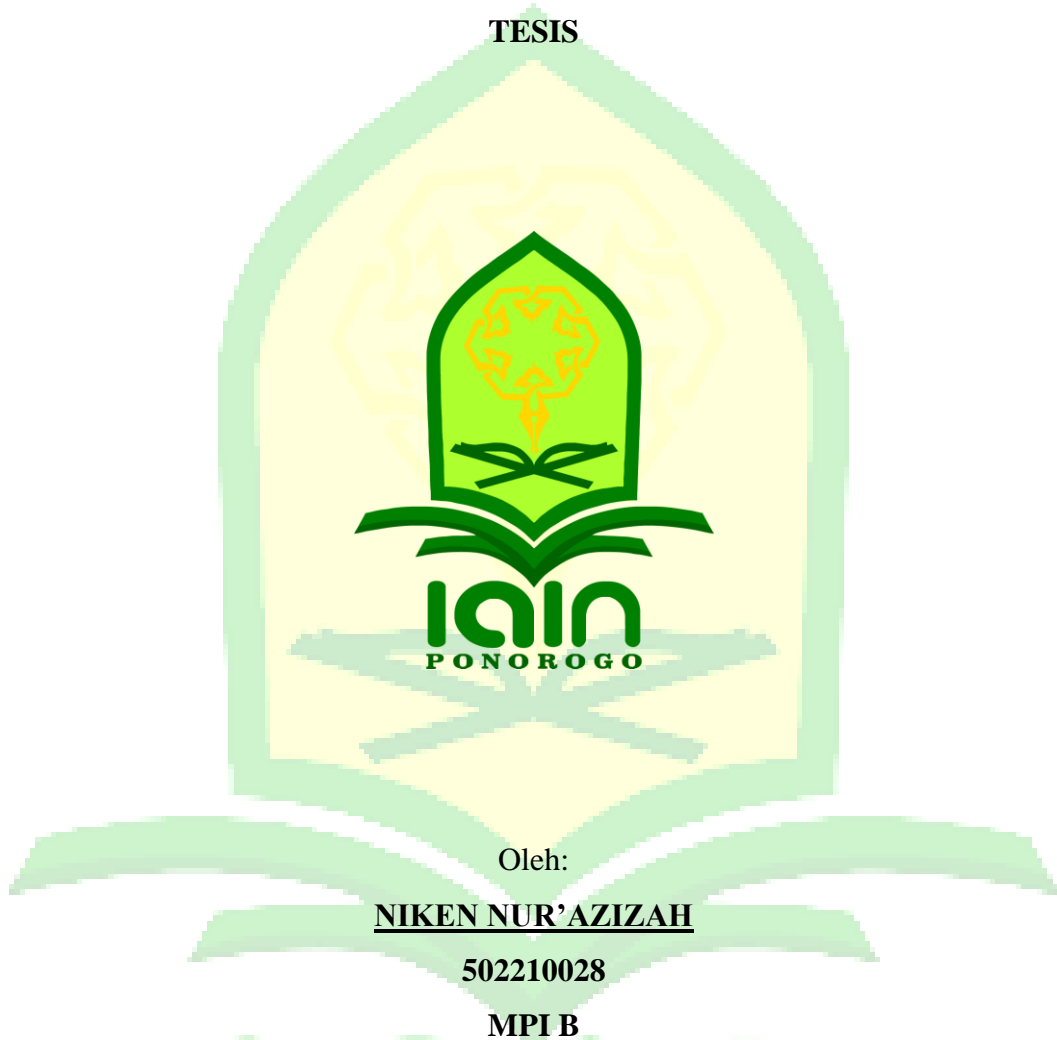 TESIS
IAIN
PONOROGO
Oleh:
NIKEN NUR’AZIZAH
502210028
MPI B